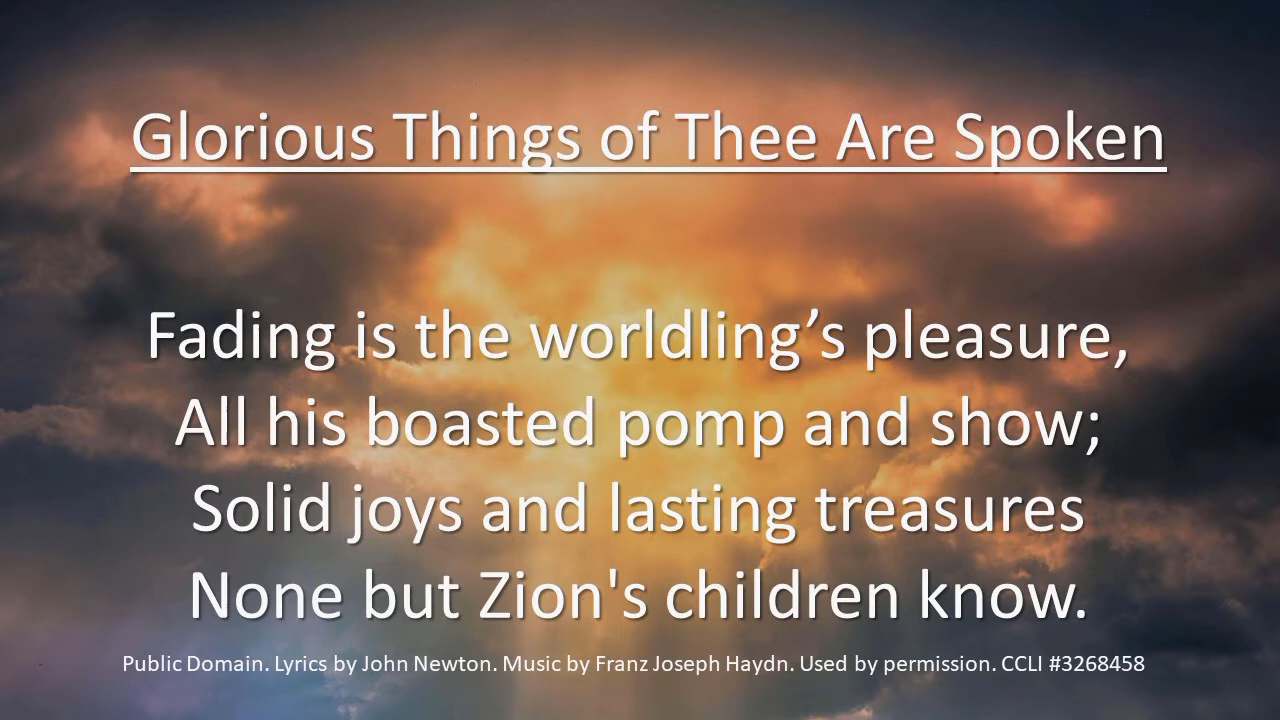 Glorious Things of Thee Are Spoken
Fading is the worldling’s pleasure,
All his boasted pomp and show;
Solid joys and lasting treasures
None but Zion's children know.
Public Domain. Lyrics by John Newton. Music by Franz Joseph Haydn. Used by permission. CCLI #3268458